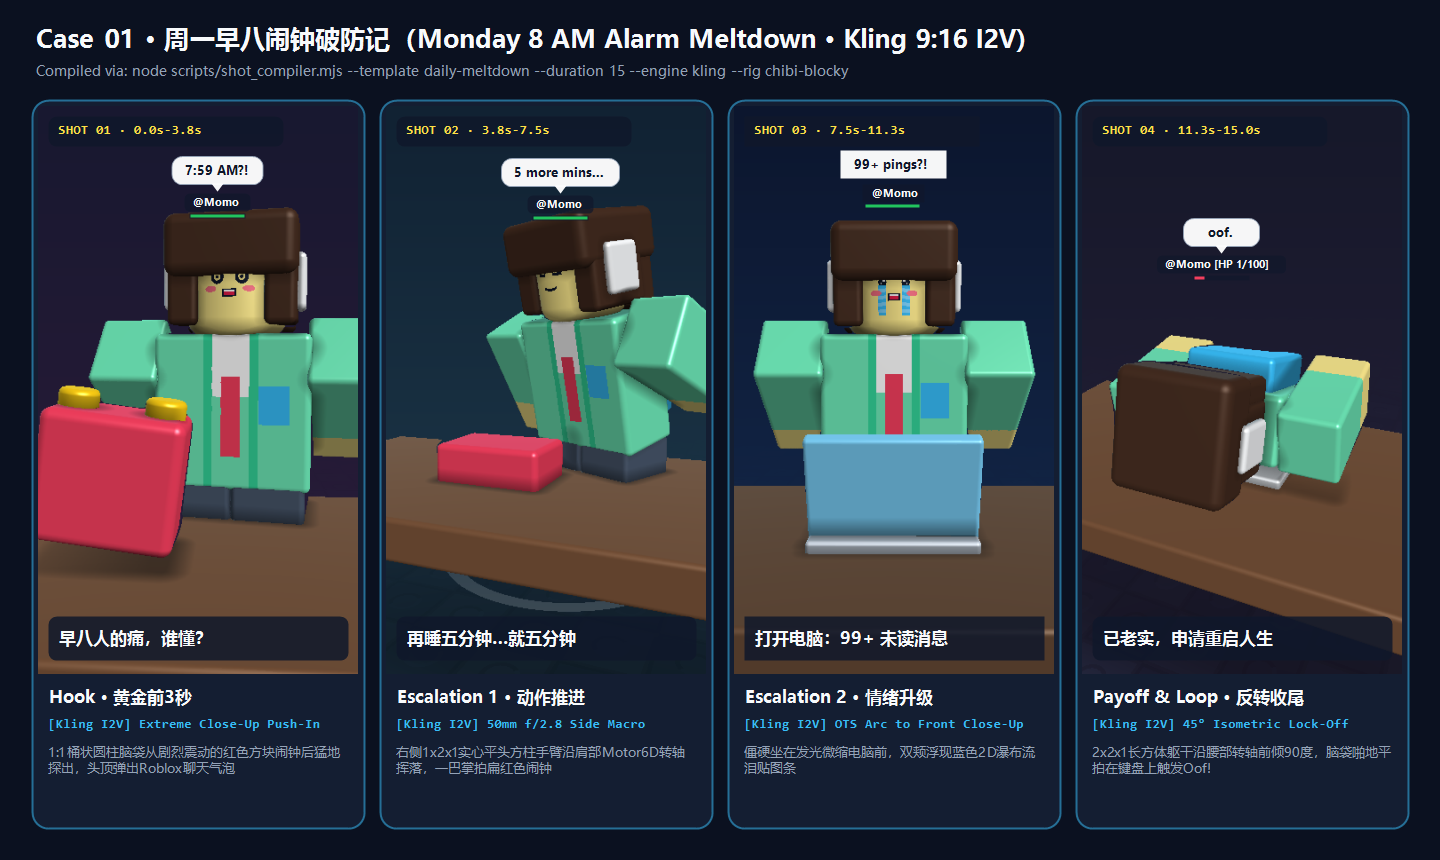 Case 01 • 周一早八闹钟破防记（Monday 8 AM Alarm Meltdown • Kling 9:16 I2V）
Compiled via: node scripts/shot_compiler.mjs --template daily-meltdown --duration 15 --engine kling --rig chibi-blocky
SHOT 01 · 0.0s-3.8s
7:59 AM?!
@Momo
早八人的痛，谁懂？
Hook • 黄金前3秒
[Kling I2V] Extreme Close-Up Push-In
1:1桶状圆柱脑袋从剧烈震动的红色方块闹钟后猛地
探出，头顶弹出Roblox聊天气泡
SHOT 02 · 3.8s-7.5s
5 more mins...
@Momo
再睡五分钟...就五分钟
Escalation 1 • 动作推进
[Kling I2V] 50mm f/2.8 Side Macro
右侧1x2x1实心平头方柱手臂沿肩部Motor6D转轴
挥落，一巴掌拍扁红色闹钟
SHOT 03 · 7.5s-11.3s
99+ pings?!
@Momo
打开电脑：99+ 未读消息
Escalation 2 • 情绪升级
[Kling I2V] OTS Arc to Front Close-Up
僵硬坐在发光微缩电脑前，双颊浮现蓝色2D瀑布流
泪贴图条
SHOT 04 · 11.3s-15.0s
oof.
@Momo [HP 1/100]
已老实，申请重启人生
Payoff & Loop • 反转收尾
[Kling I2V] 45° Isometric Lock-Off
2x2x1长方体躯干沿腰部转轴前倾90度，脑袋啪地平
拍在键盘上触发Oof!